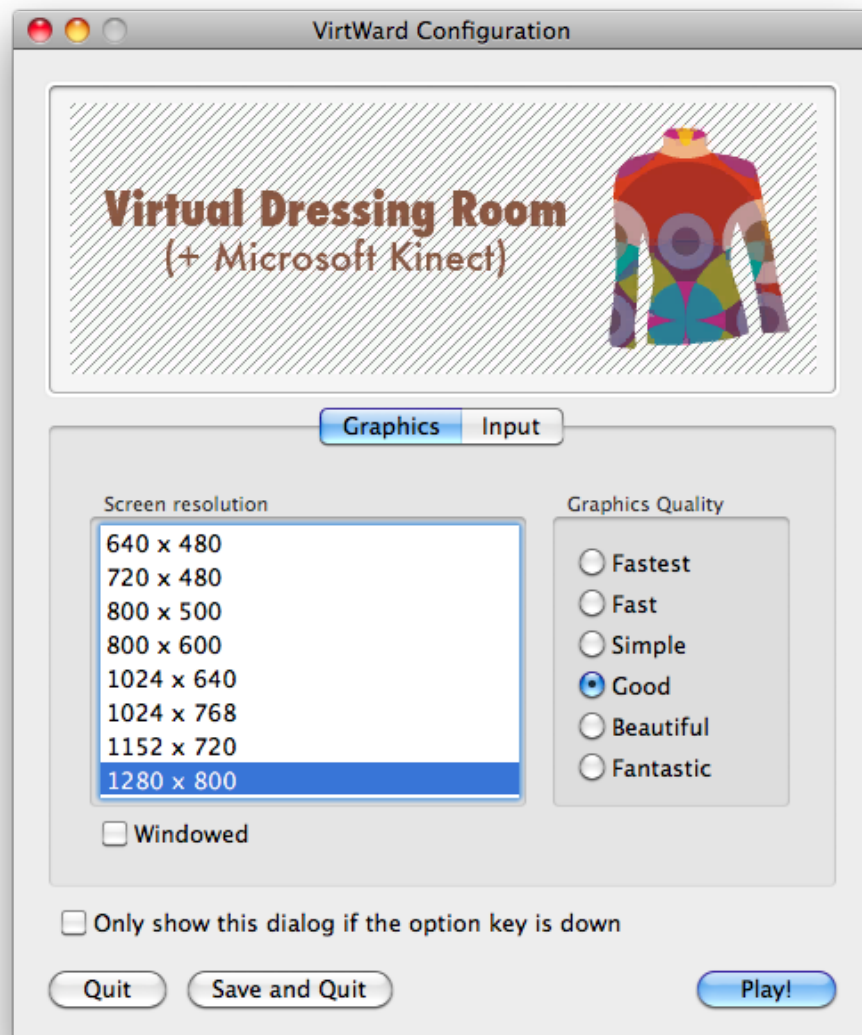 VirtWard Configuration
Virtual Dressing Room
(+ Microsoft Kinect)
Graphics
Input
Screen resolution
640 x 480
720 x 480
800 x 500
800 x 600
1024 x 640
1024 x 768
1152 x 720
1280 x 800
Windowed
Graphics Quality
Fastest
Fast
Simple
Good
Beautiful
Fantastic
Only show this dialog if the option key is down
Quit
Save and Quit
Play!